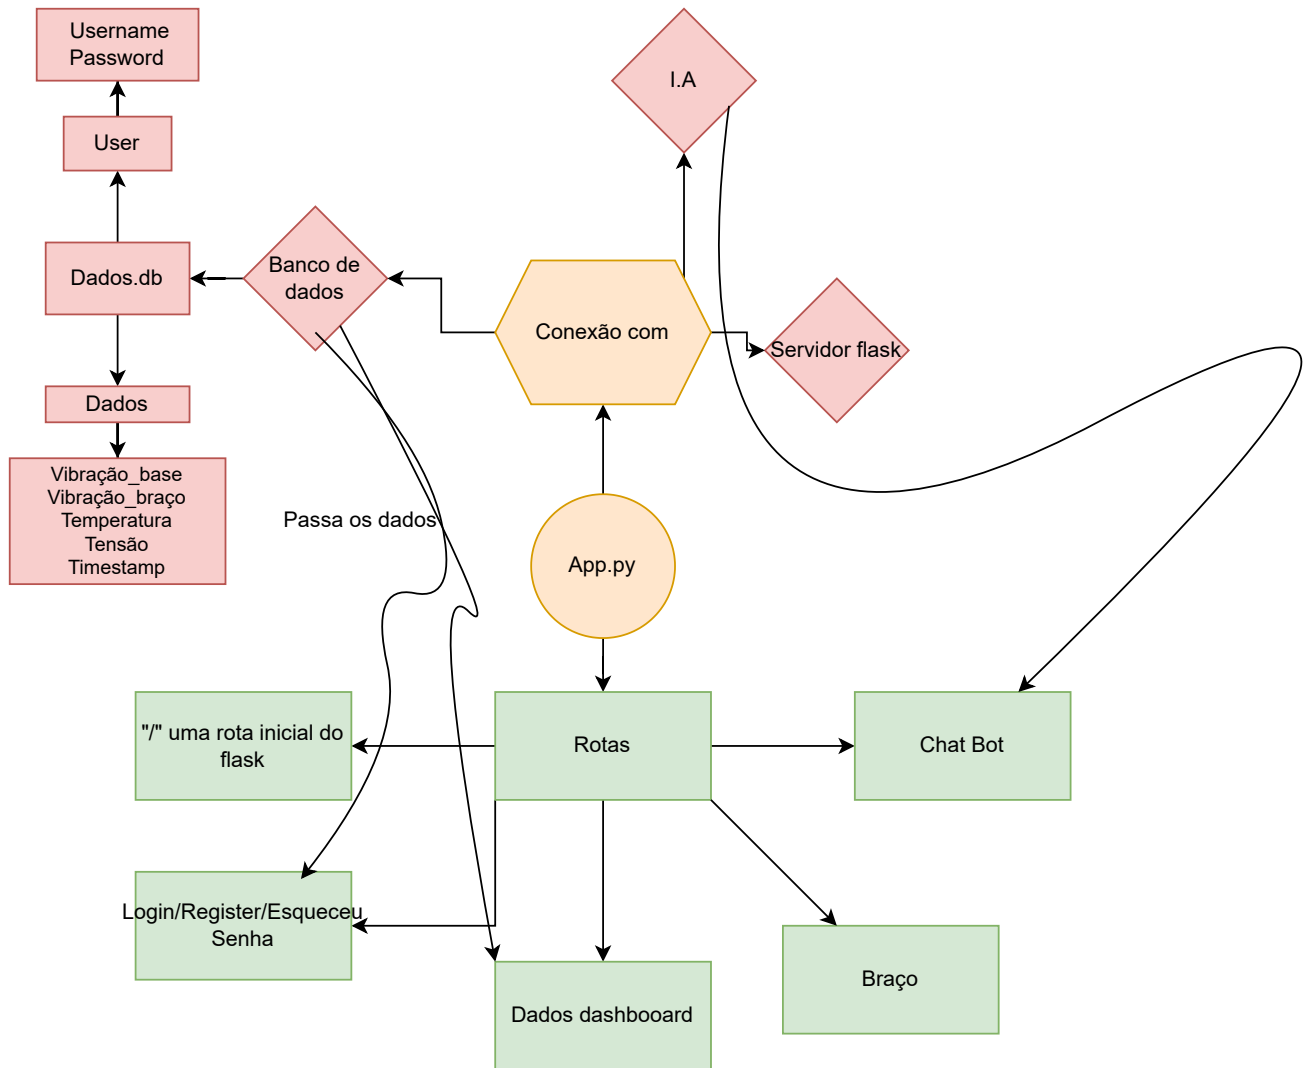 Username
Password
I.A
User
Banco de
dados
Dados.db
Conexão com
Servidor flask
Dados
Vibração_base
Vibração_braço
Temperatura
Tensão
Timestamp
Passa os dados
App.py
"/" uma rota inicial do
flask
Rotas
Chat Bot
Login/Register/Esqueceu
Senha
Braço
Dados dashbooard